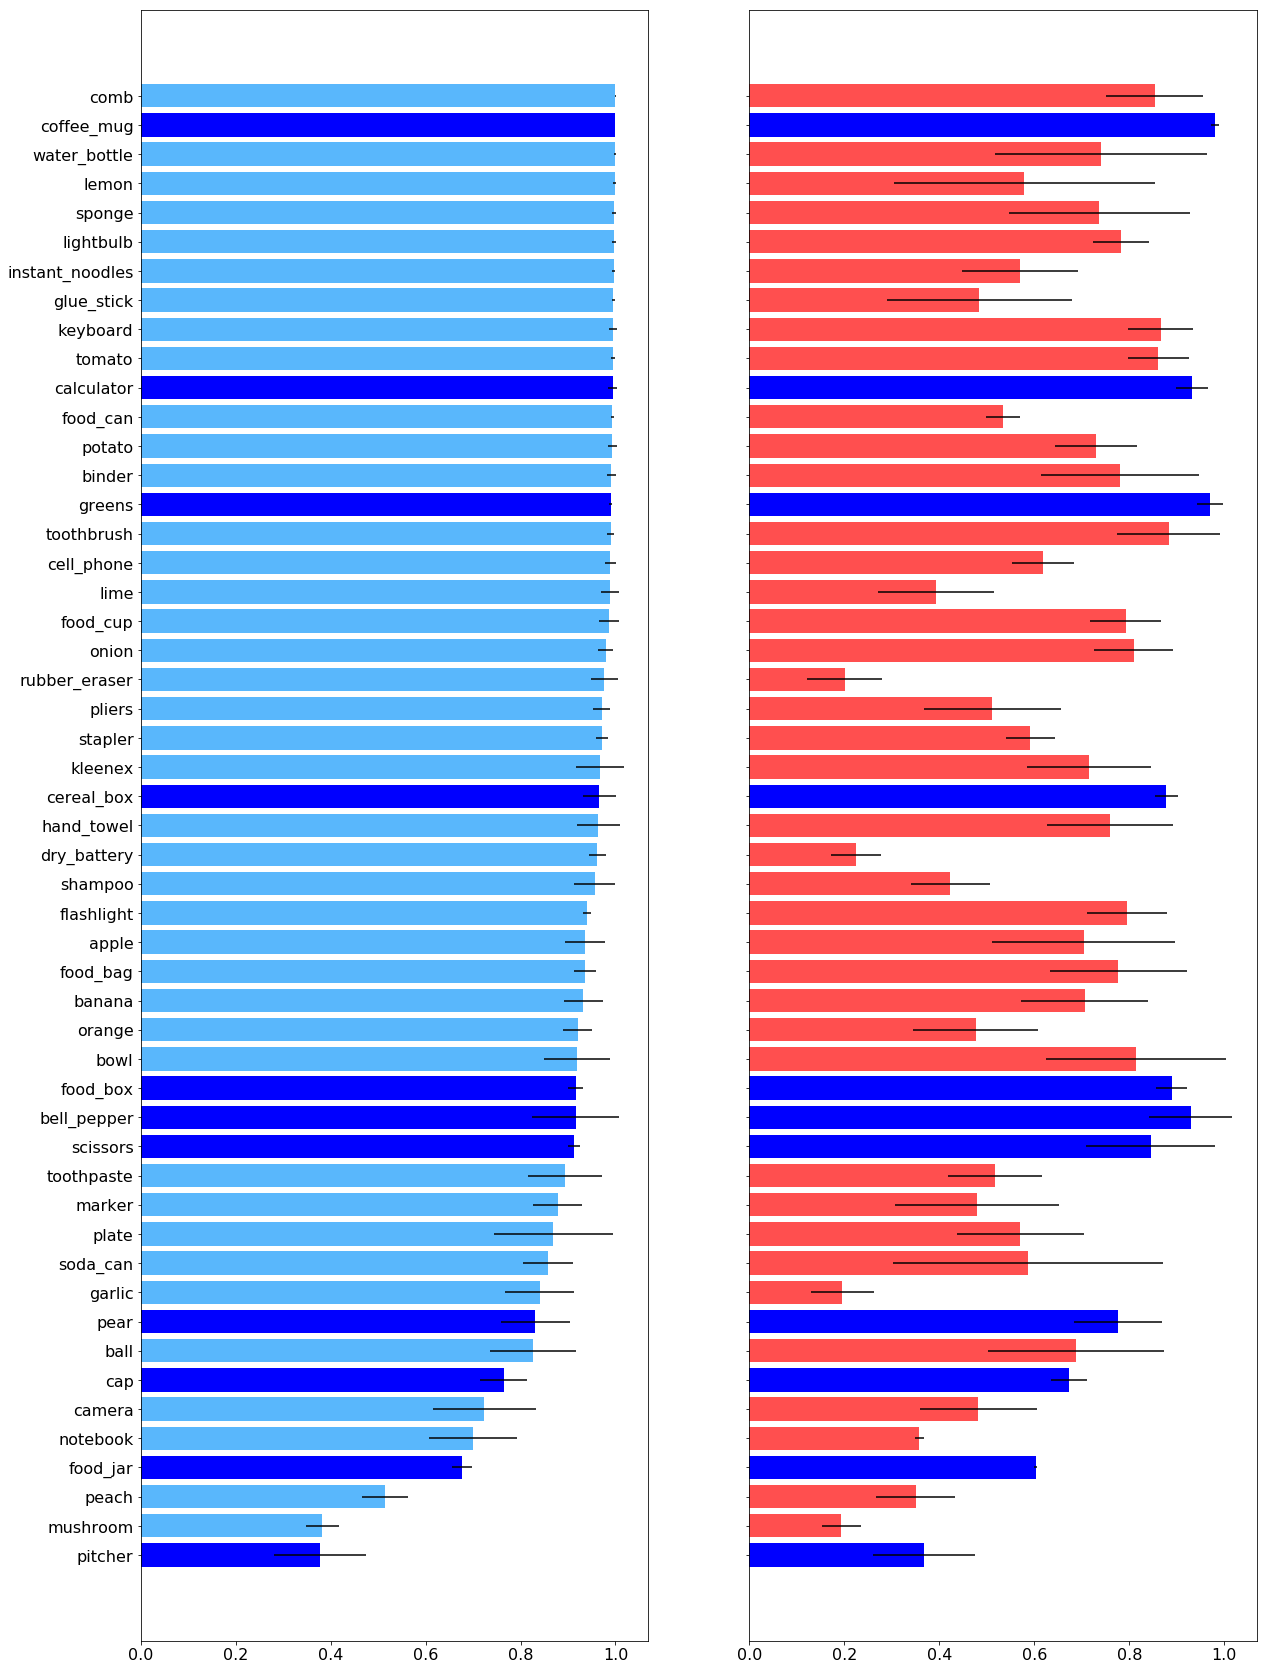 comb
coffee_mug
water_bottle
lemon
sponge
lightbulb
instant_noodles
glue_stick
keyboard
tomato
calculator
food_can
potato
binder
greens
toothbrush
cell_phone
lime
food_cup
onion
rubber_eraser
pliers
stapler
kleenex
cereal_box
hand_towel
dry_battery
shampoo
flashlight
apple
food_bag
banana
orange
bowl
food_box
bell_pepper
scissors
toothpaste
marker
plate
soda_can
garlic
pear
ball
cap
camera
notebook
food_jar
peach
mushroom
pitcher
0.0 0.2 0.4 0.6 0.8 1.0 0.0 0.2 0.4 0.6 0.8 1.0